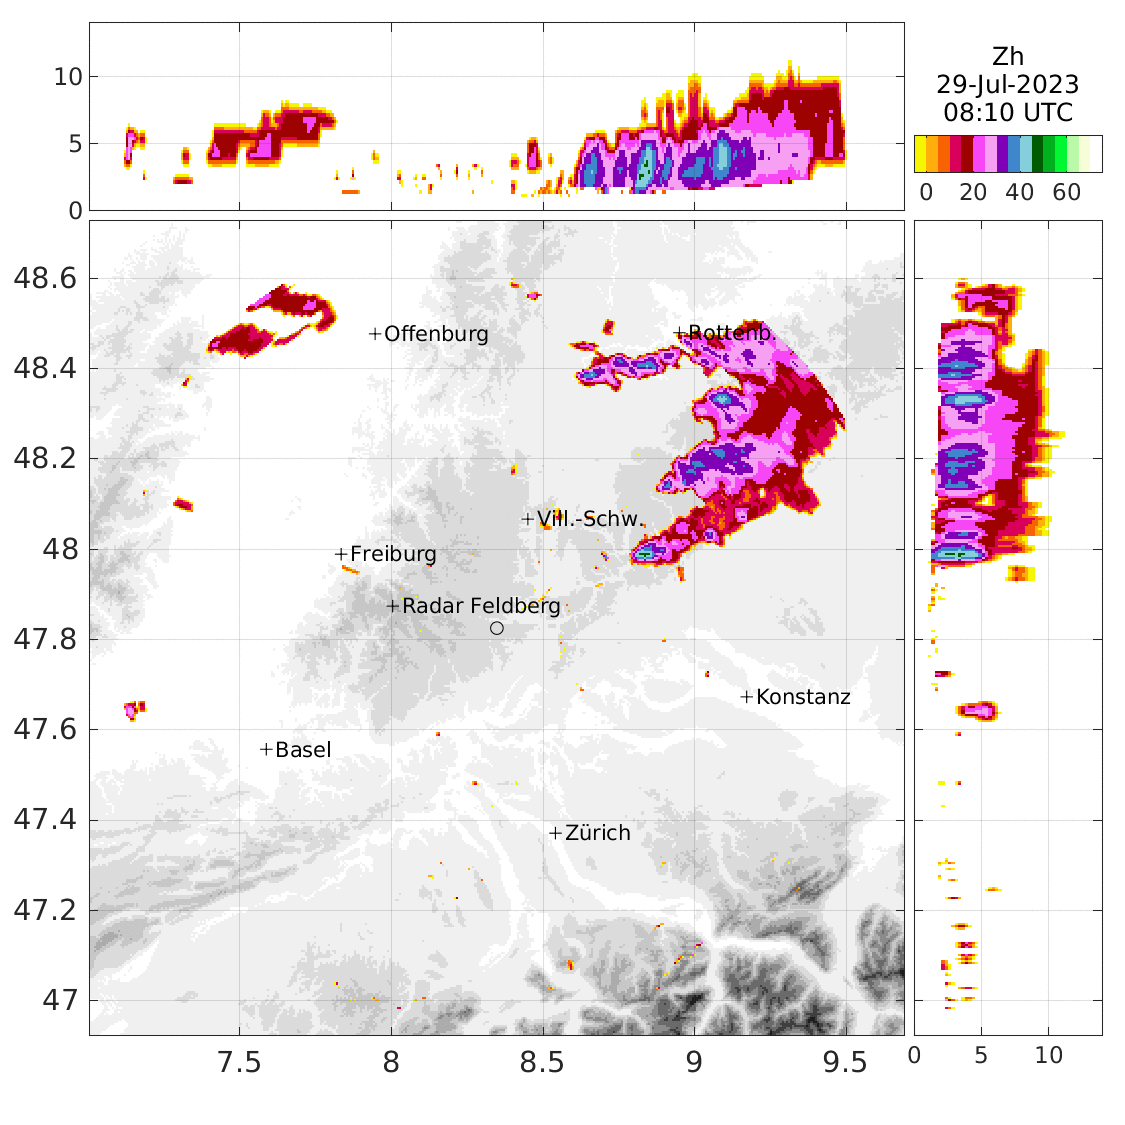 10
5
0
Zh
29-Jul-2023
08:10 UTC
0 20 40 60
48.6
48.4
48.2
48
47.8
47.6
47.4
47.2
47
Offenburg
Rottenb.
Vill.-Schw.
Freiburg
Radar Feldberg
Konstanz
Basel
Zürich
7.5 8 8.5 9 9.5
0 5 10